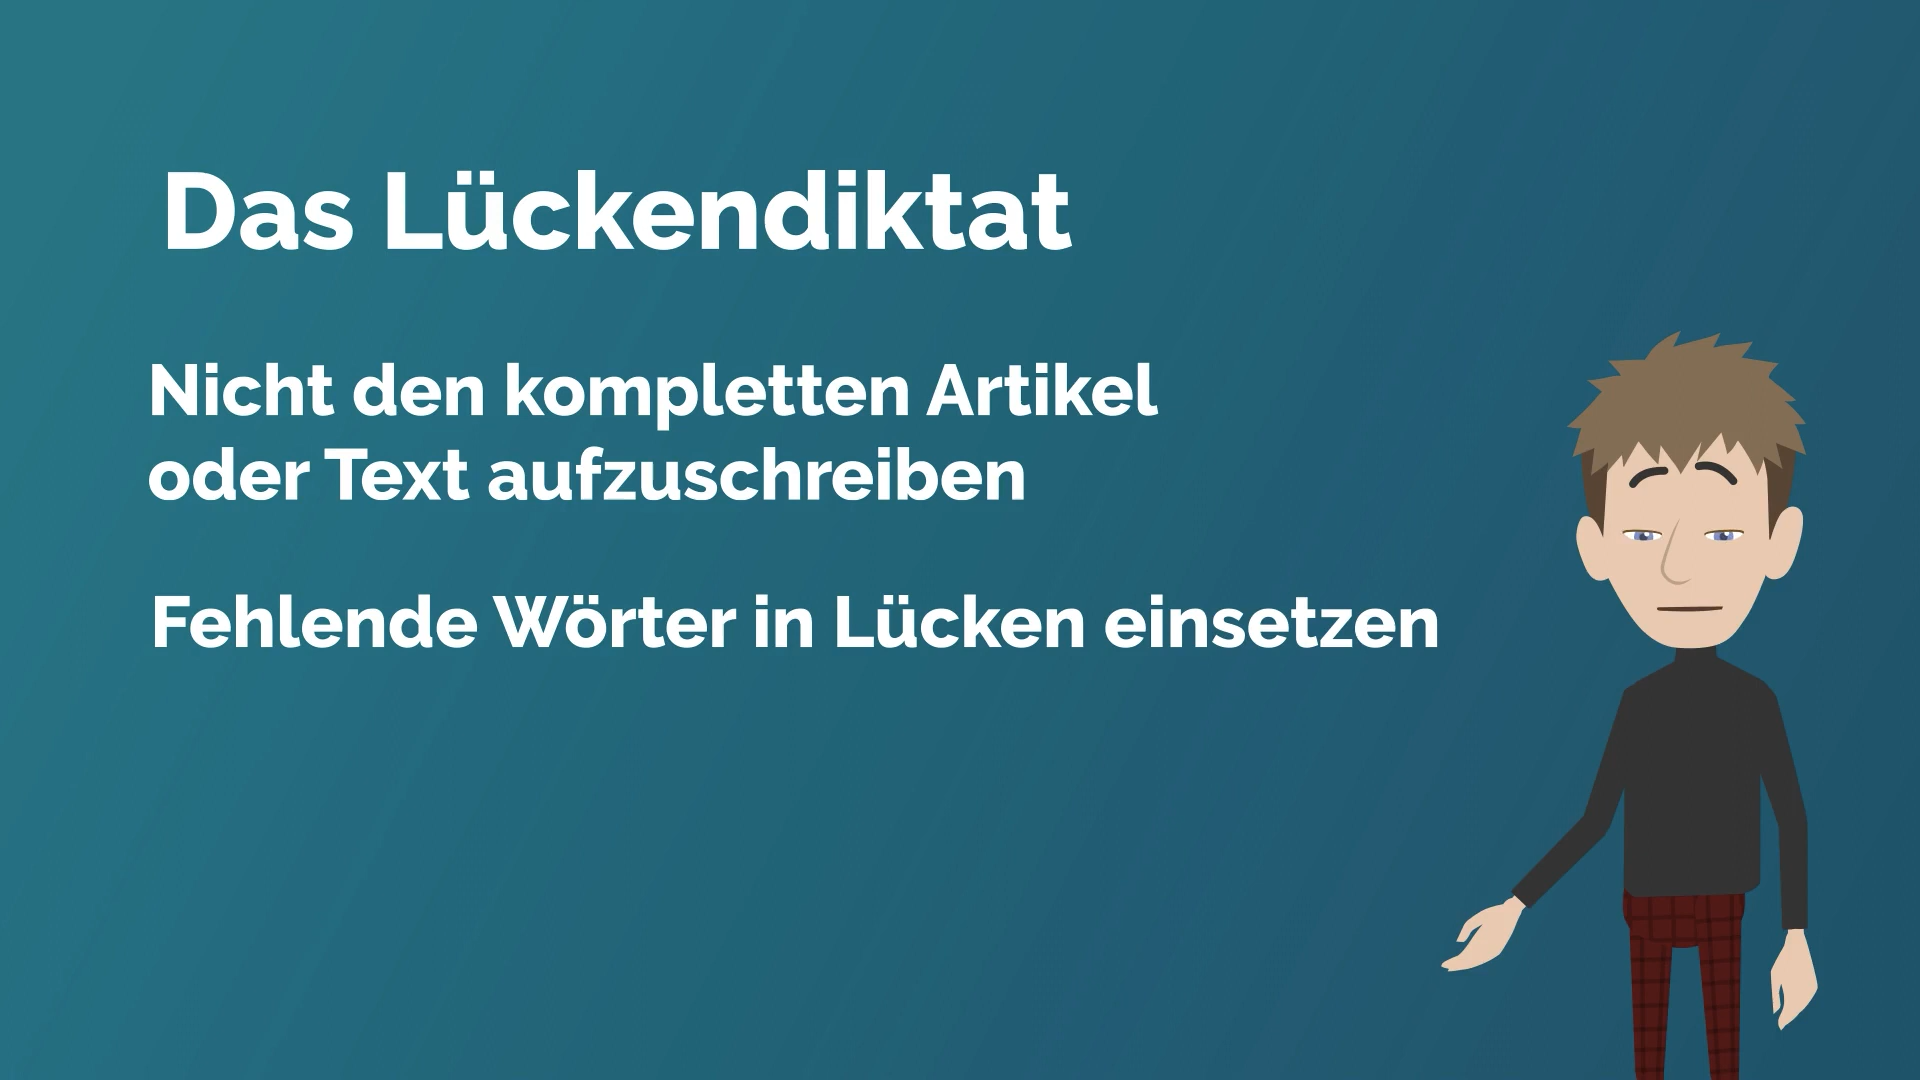 Das Lückendiktat
Nicht den kompletten Artikel
oder Text aufzuschreiben
Fehlende Wörter in Lücken einsetzen